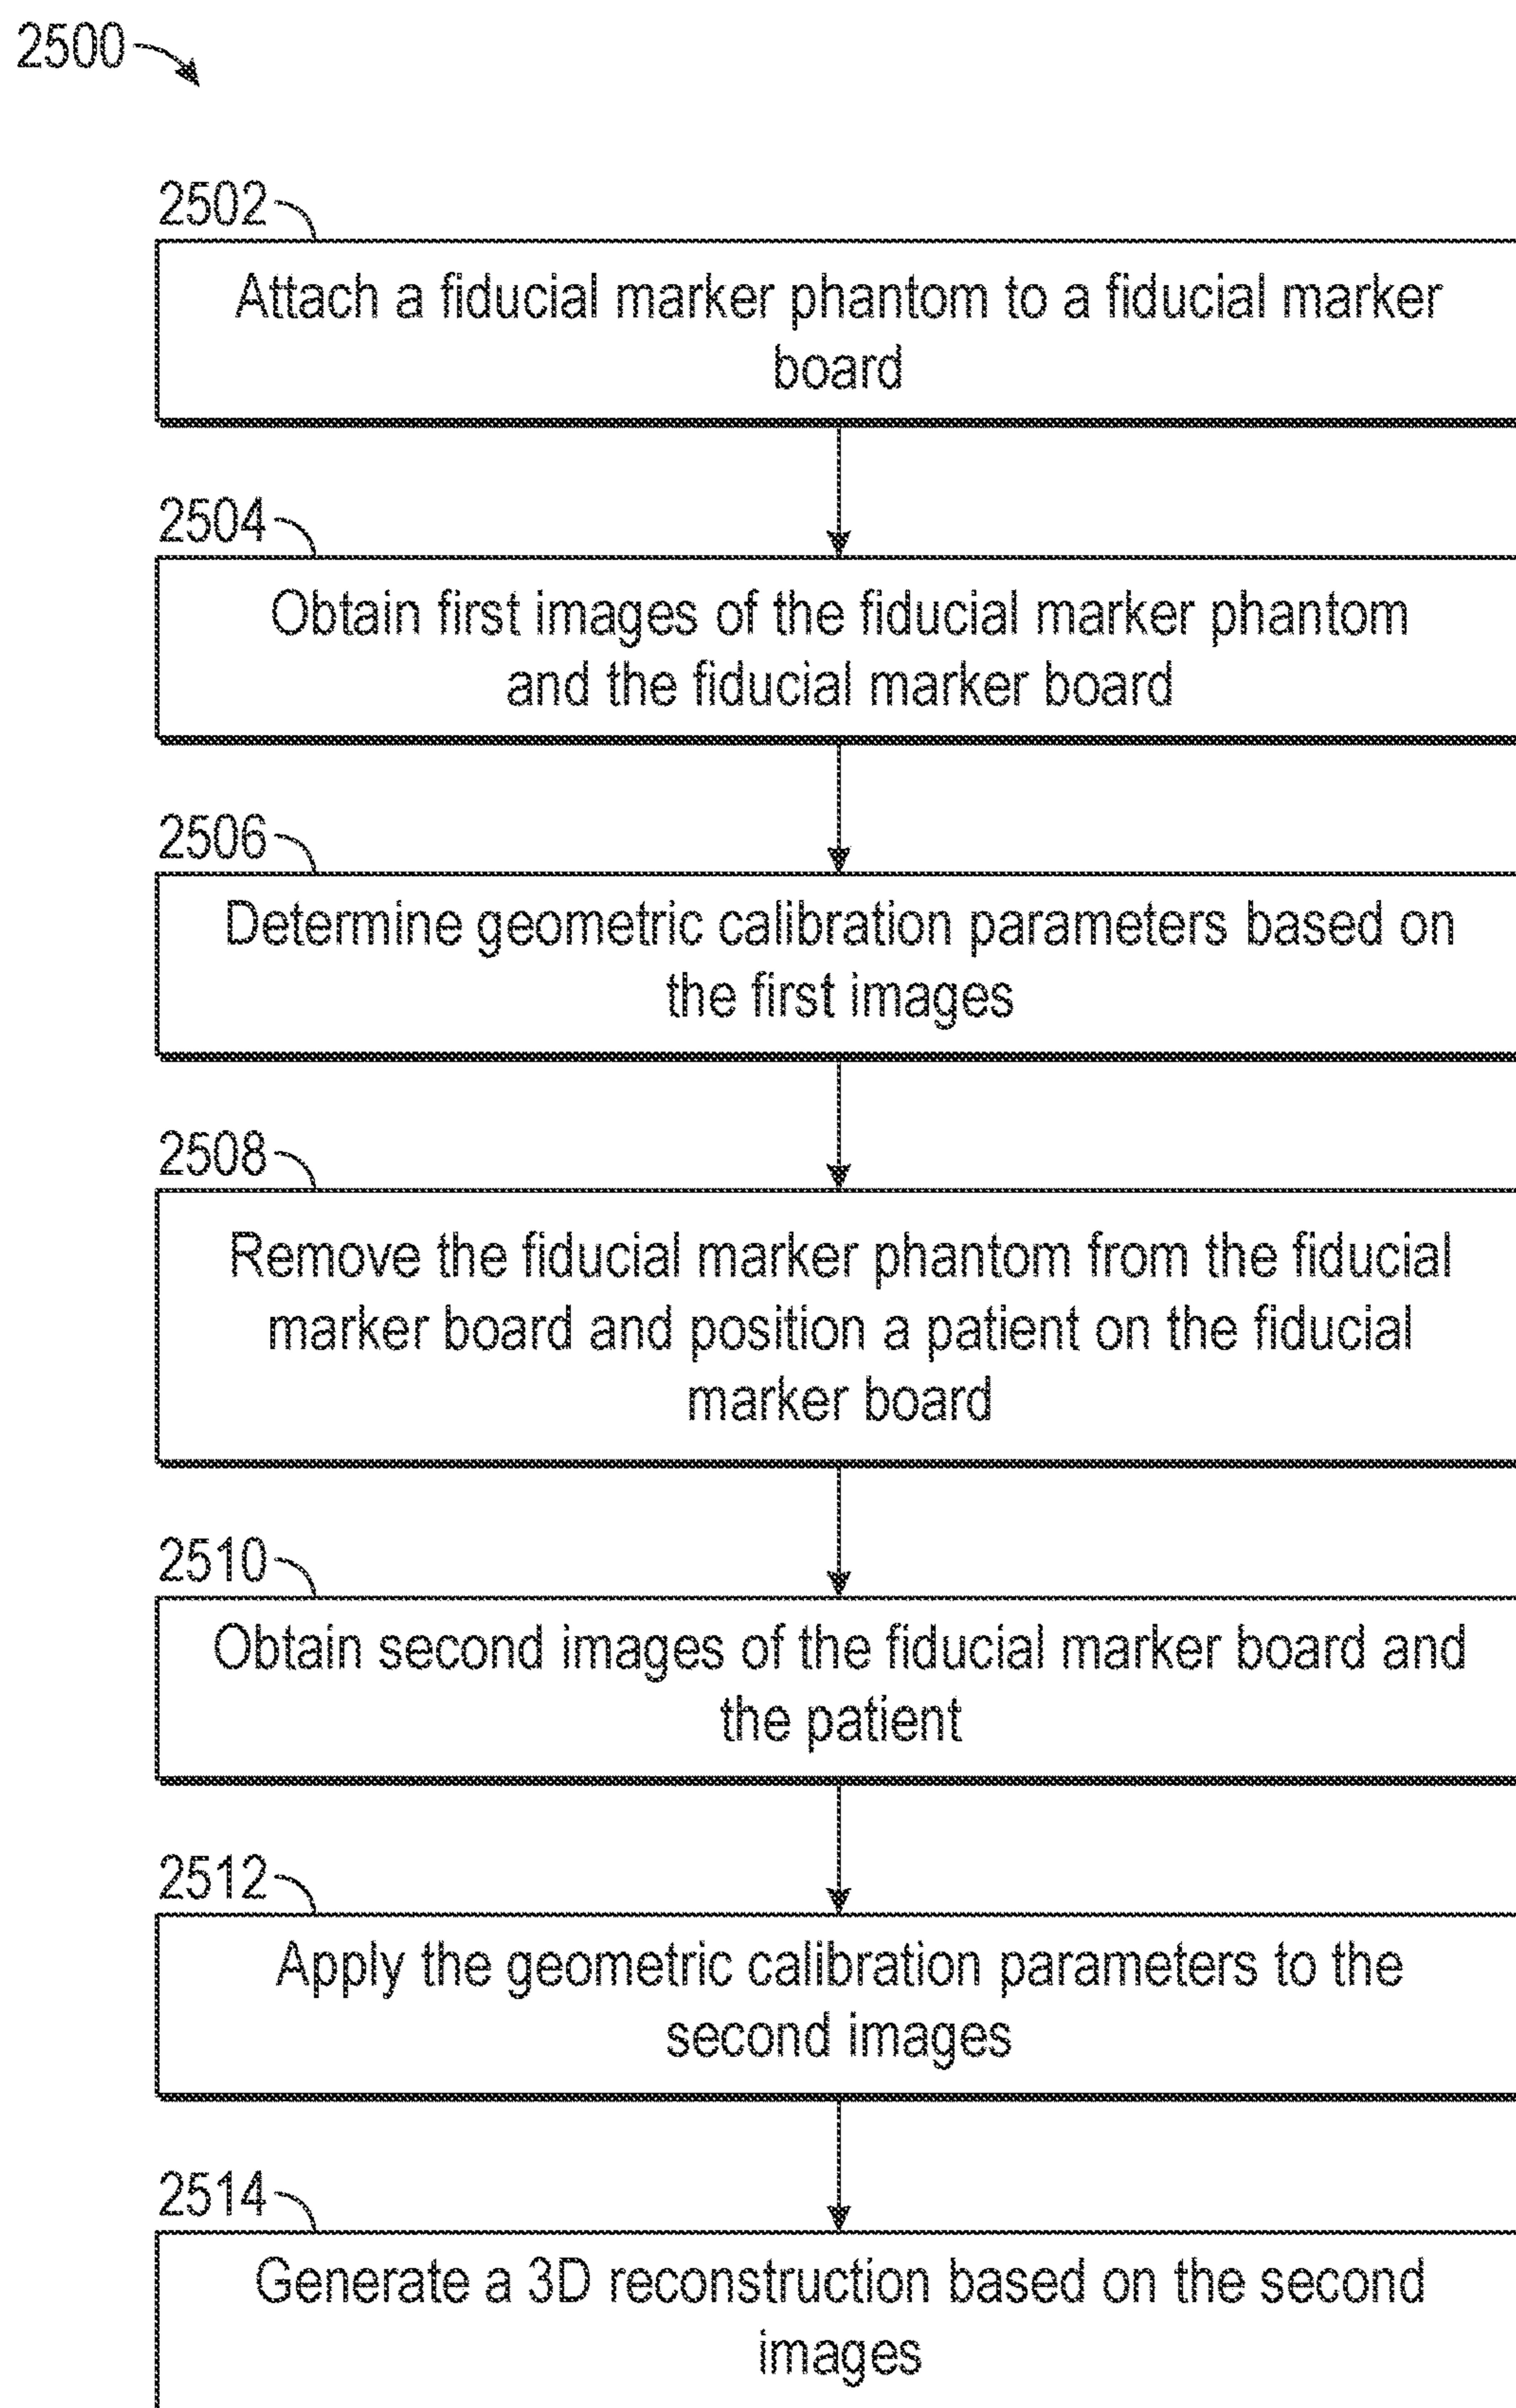 2500
2502
Attach a fiducial marker phantom to a fiducial marker
board
2504
Obtain first images of the fiducial marker phantom
and the fiducial marker board
2506
Determine geometric calibration parameters based on
the first images
2508
Remove the fiducial marker phantom from the fiducial
marker board and position a patient on the fiducial
marker board
2510
Obtain second images of the fiducial marker board and
the patient
2512
Apply the geometric calibration parameters to the
second images
2514
Generate a 3D reconstruction based on the second
images